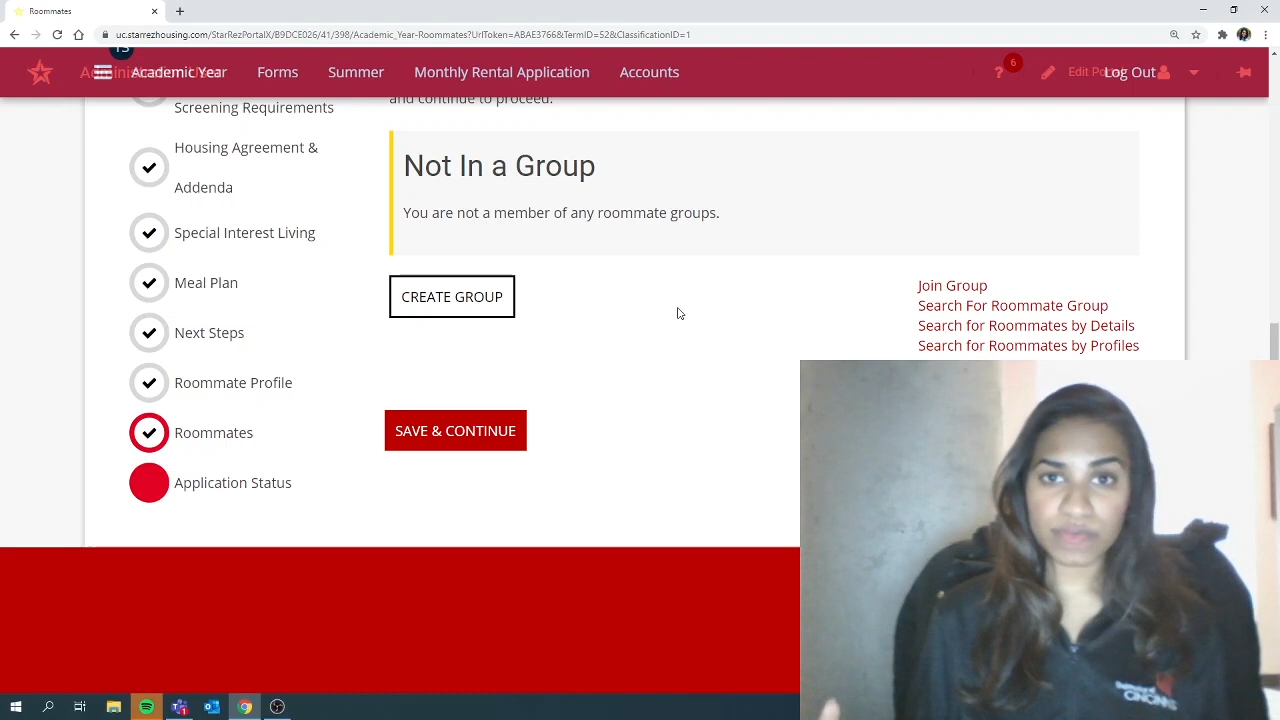 Roommates
uc.starrezhousing.com/StarRezPortalX/B9DCE026/41/398/Academic_Year-Roommates?UrlToken=ABAE3766&TermID=52&ClassificationID=1
Academic Year Forms Summer Monthly Rental Application Accounts 6 Log Out
Screening Requirements
Housing Agreement &
Addenda
Special Interest Living
Meal Plan
Next Steps
Roommate Profile
Roommates
Application Status
and continue to proceed.
Not In a Group
You are not a member of any roommate groups.
CREATE GROUP
Join Group
Search For Roommate Group
Search for Roommates by Details
Search for Roommates by Profiles
SAVE & CONTINUE